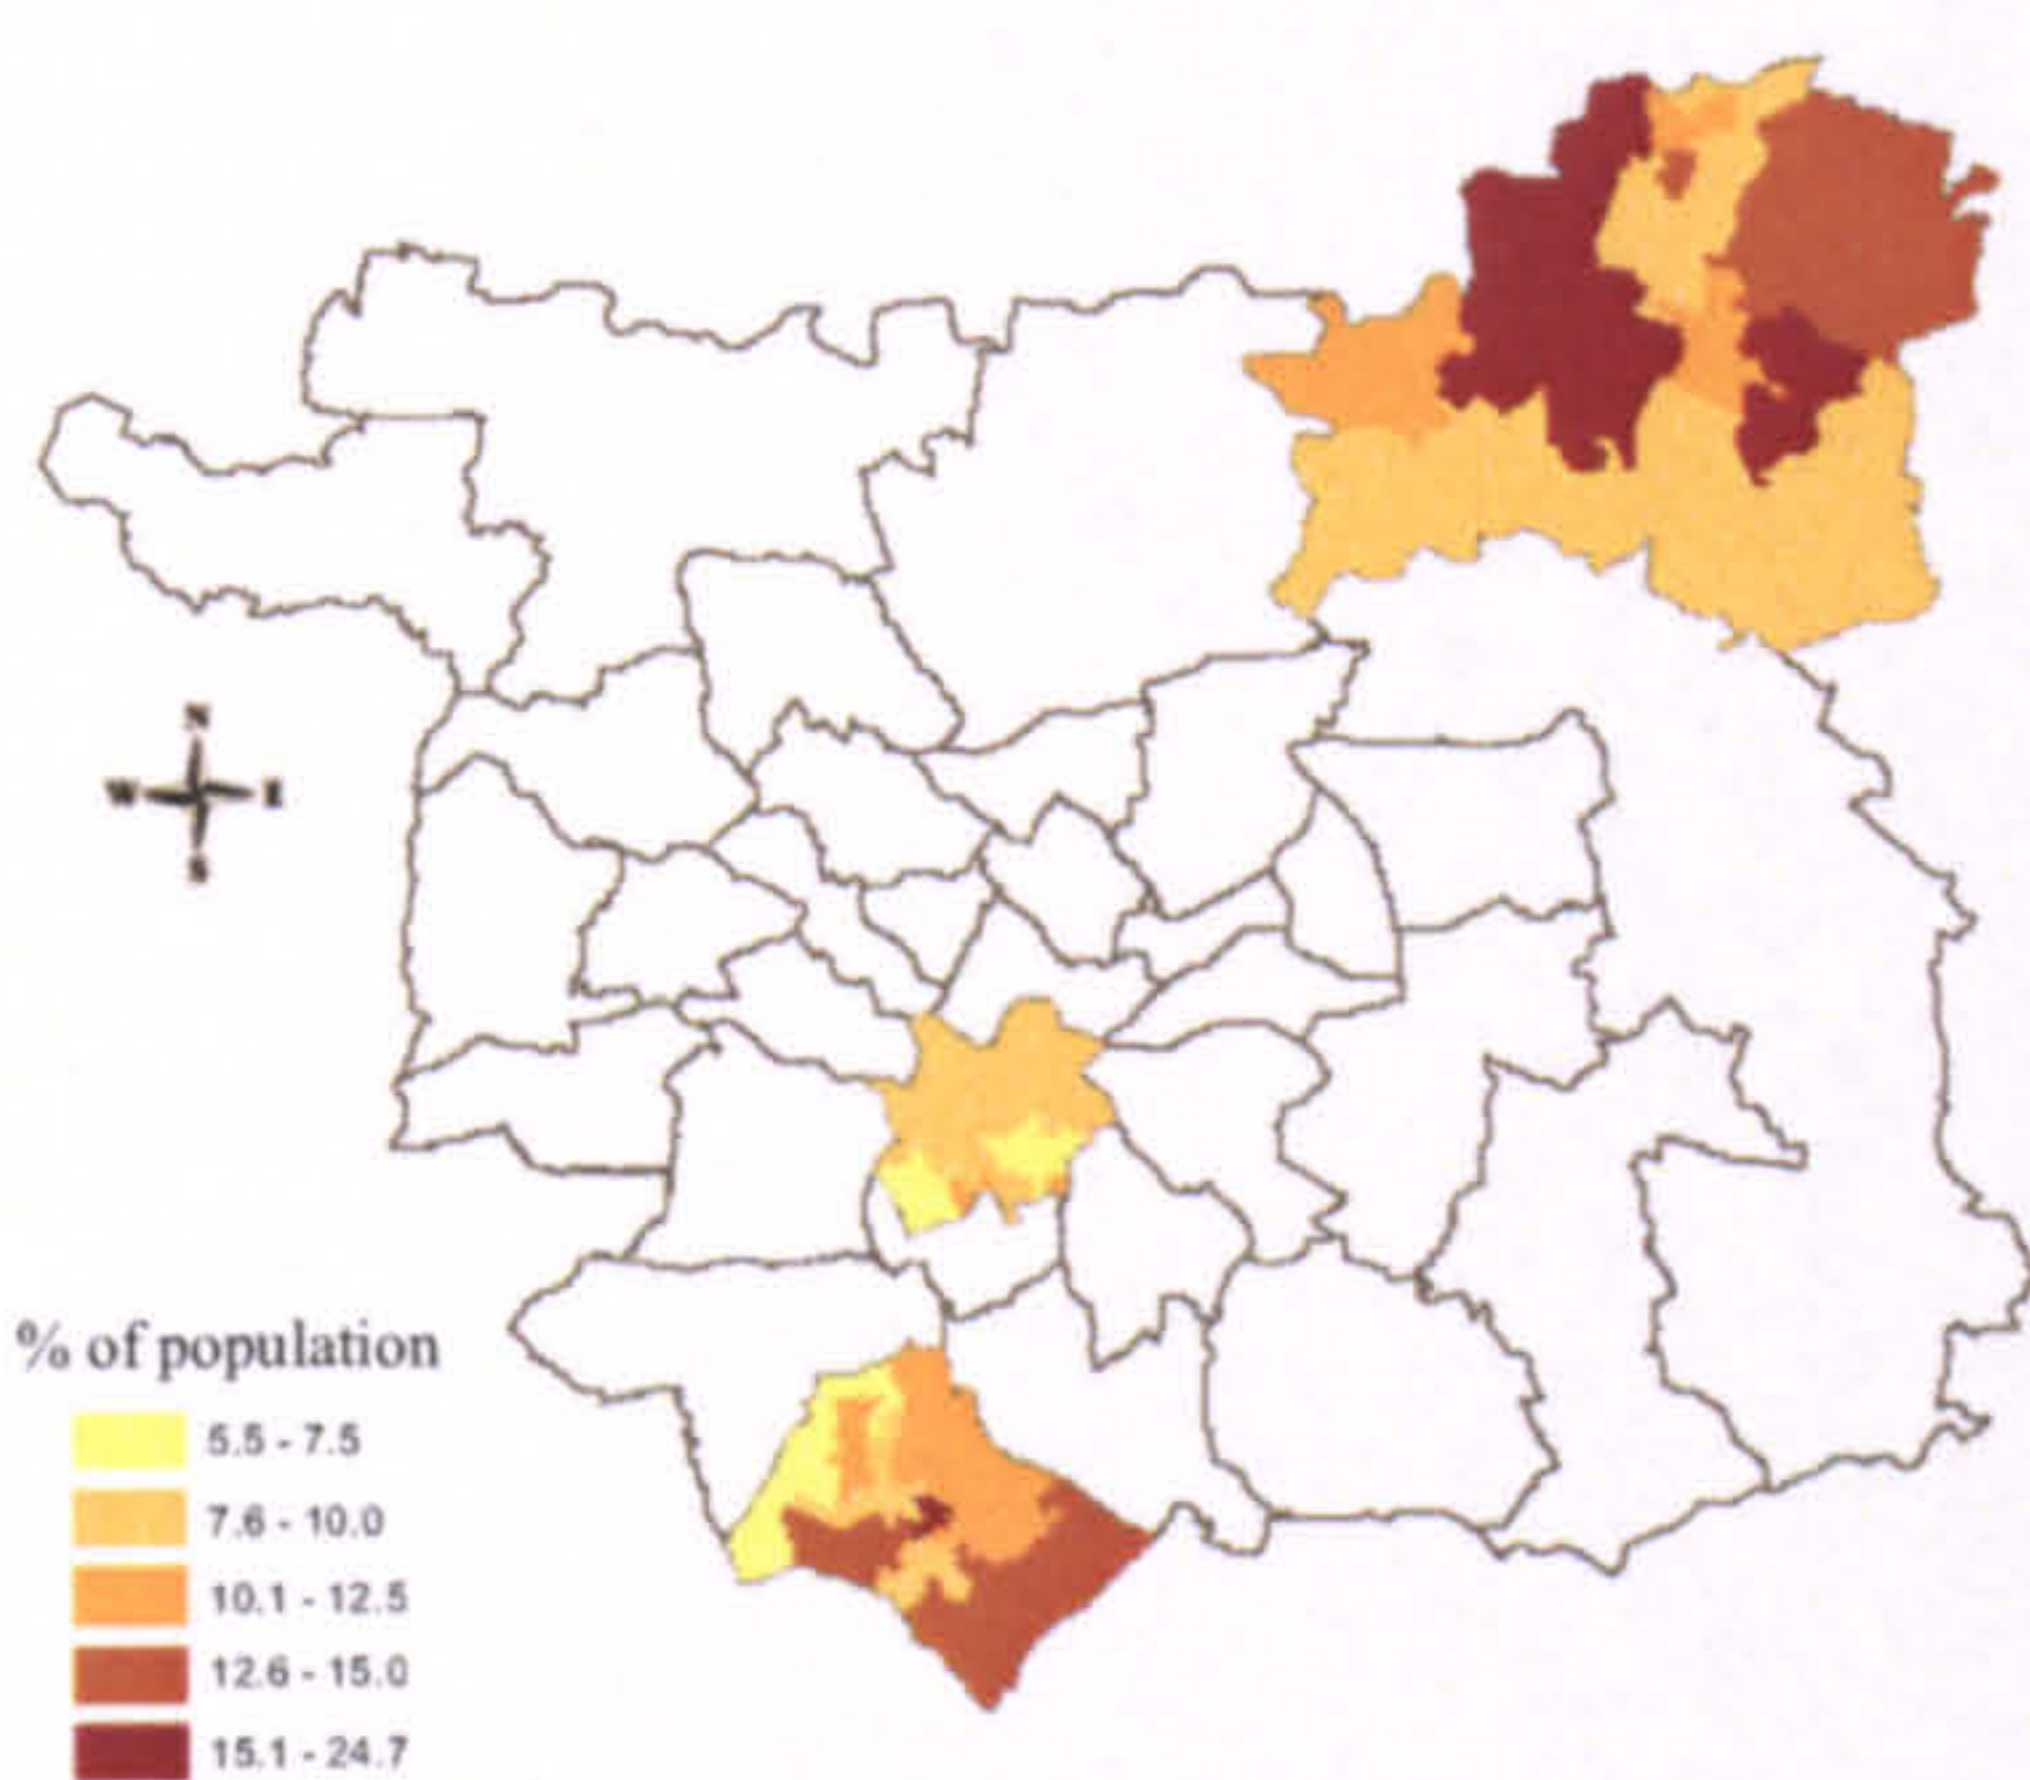 N
W E
S
% of population
5.5 - 7.5
7.6 - 10.0
10.1 - 12.5
12.6 - 15.0
15.1 - 24.7